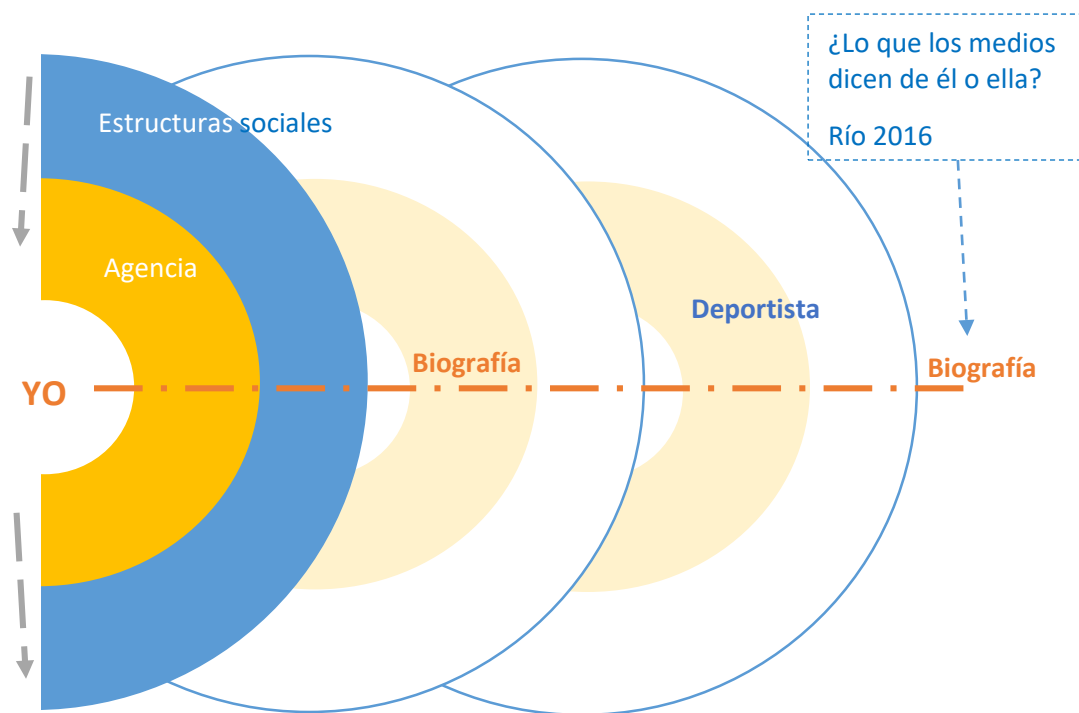 ¿Lo que los medios
dicen de él o ella?
Río 2016
Estructuras sociales
Agencia
Deportista
Biografía
Biografía
YO